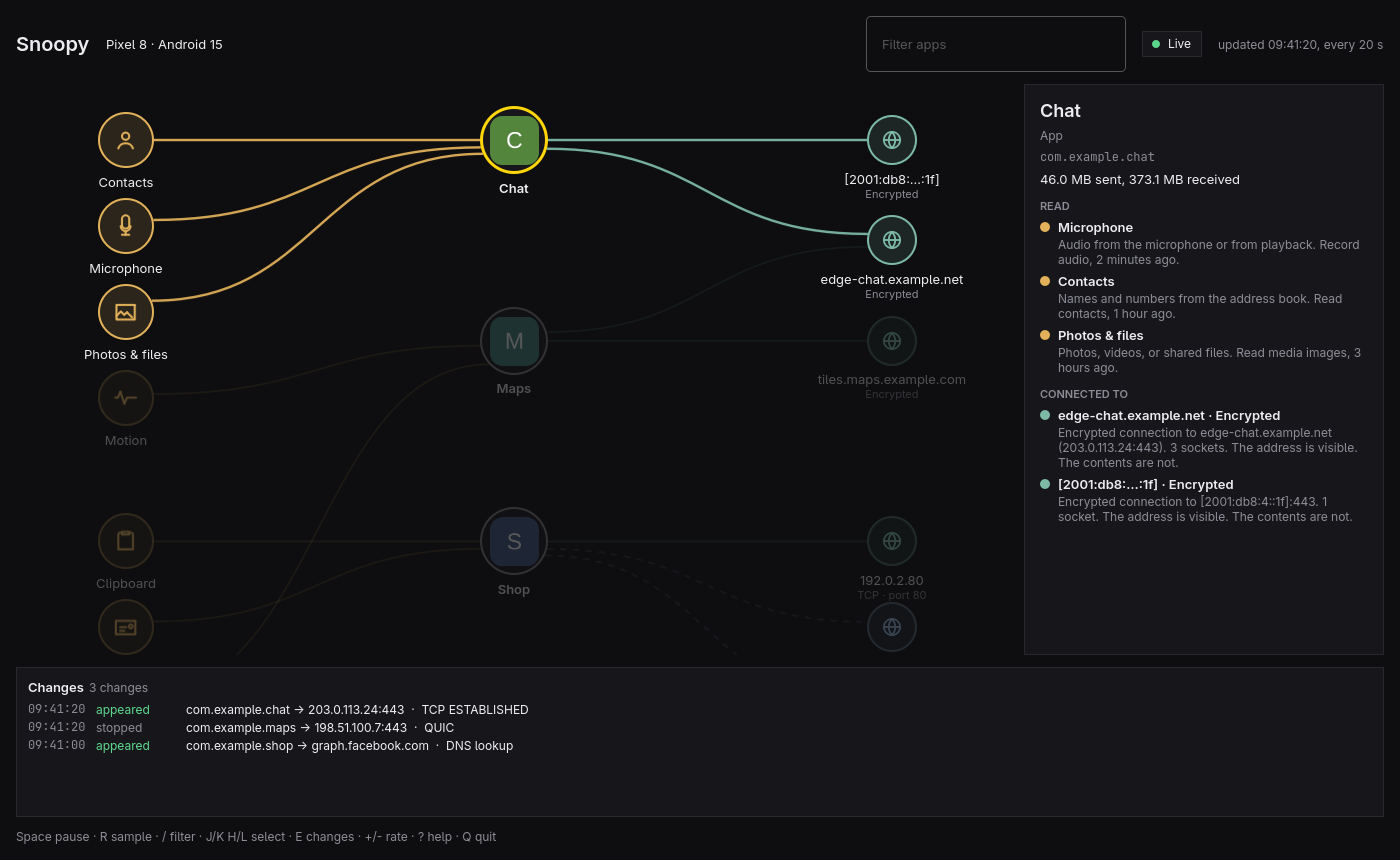 Snoopy
Pixel 8 · Android 15
Filter apps
Live
updated 09:41:20, every 20 s
Contacts
Microphone
Photos & files
Motion
Clipboard
C
Chat
M
Maps
S
Shop
[2001:db8:…:1f]
Encrypted
edge-chat.example.net
Encrypted
tiles.maps.example.com
Encrypted
192.0.2.80
TCP · port 80
Chat
App
com.example.chat
46.0 MB sent, 373.1 MB received
READ
Microphone
Audio from the microphone or from playback. Record
audio, 2 minutes ago.
Contacts
Names and numbers from the address book. Read
contacts, 1 hour ago.
Photos & files
Photos, videos, or shared files. Read media images, 3
hours ago.
CONNECTED TO
edge-chat.example.net · Encrypted
Encrypted connection to edge-chat.example.net
(203.0.113.24:443). 3 sockets. The address is visible.
The contents are not.
[2001:db8:…:1f] · Encrypted
Encrypted connection to [2001:db8:4::1f]:443. 1
socket. The address is visible. The contents are not.
Changes 3 changes
09:41:20 appeared com.example.chat → 203.0.113.24:443 · TCP ESTABLISHED
09:41:20 stopped com.example.maps → 198.51.100.7:443 · QUIC
09:41:00 appeared com.example.shop → graph.facebook.com · DNS lookup
Space pause · R sample · / filter · J/K H/L select · E changes · +/- rate · ? help · Q quit